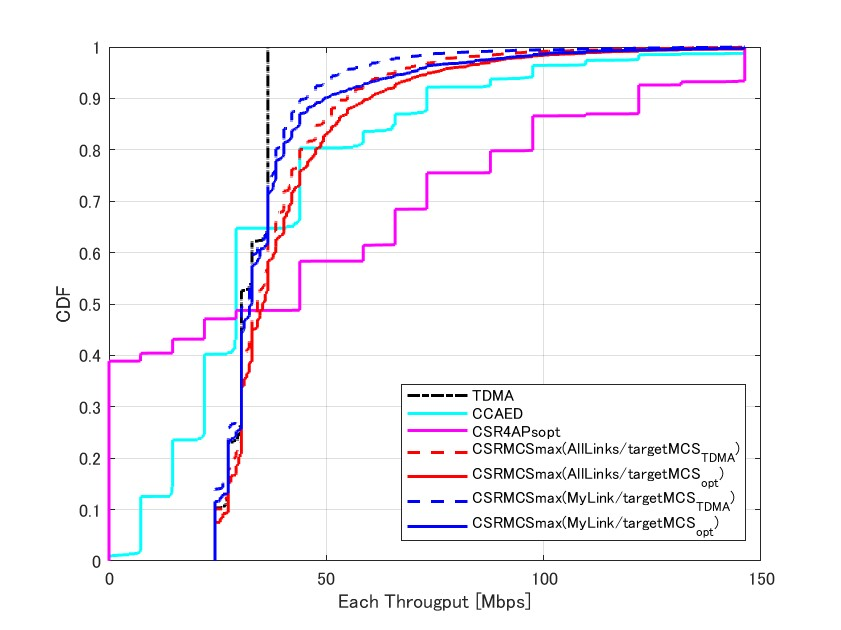 1
0.9
0.8
0.7
0.6
0.5
0.4
0.3
0.2
0.1
0
CDF
TDMA
CCAED
CSR4APsopt
CSRMCSmax(AllLinks/targetMCS_TDMA)
CSRMCSmax(AllLinks/targetMCS_opt)
CSRMCSmax(MyLink/targetMCS_TDMA)
CSRMCSmax(MyLink/targetMCS_opt)
0 50 100 150
Each Througput [Mbps]